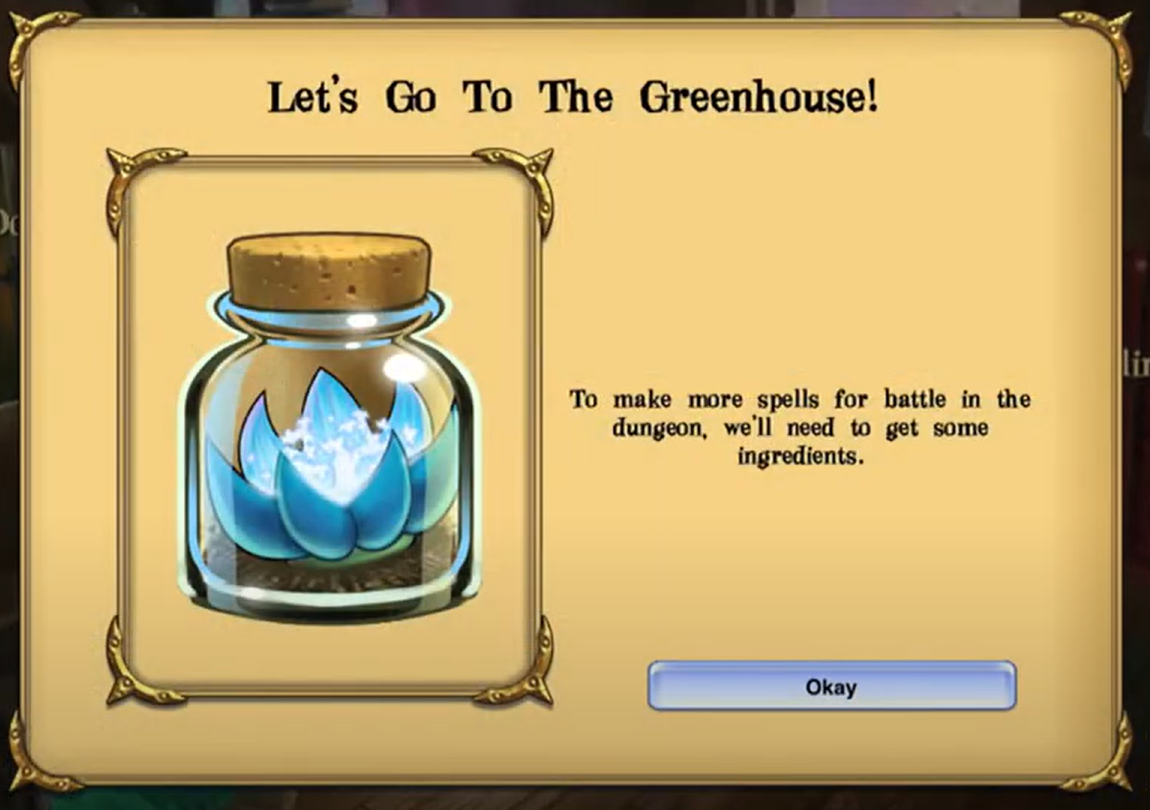 Let's Go To The Greenhouse!
To make more spells for battle in the
dungeon, we'll need to get some
ingredients.
Okay